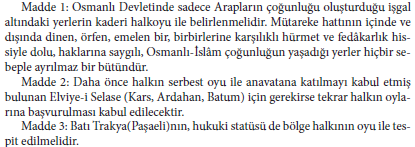 Madde 1: Osmanlı Devletinde sadece Arapların çoğunluğu oluşturduğu işgal
altındaki yerlerin kaderi halkoyu ile belirlenmelidir. Mütareke hattının içinde ve
dışında dinen, örfen, emelen bir, birbirlerine karşılıklı hürmet ve fedâkârlık his-
siyle dolu, haklarına saygılı, Osmanlı-İslâm çoğunluğun yaşadığı yerler hiçbir se-
beple ayrılmaz bir bütündür.
Madde 2: Daha önce halkın serbest oyu ile anavatana katılmayı kabul etmiş
bulunan Elviye-i Selase (Kars, Ardahan, Batum) için gerekirse tekrar halkın oyla-
rına başvurulması kabul edilecektir.
Madde 3: Batı Trakya(Paşaeli)nın, hukuki statüsü de bölge halkının oyu ile tes-
pit edilmelidir.